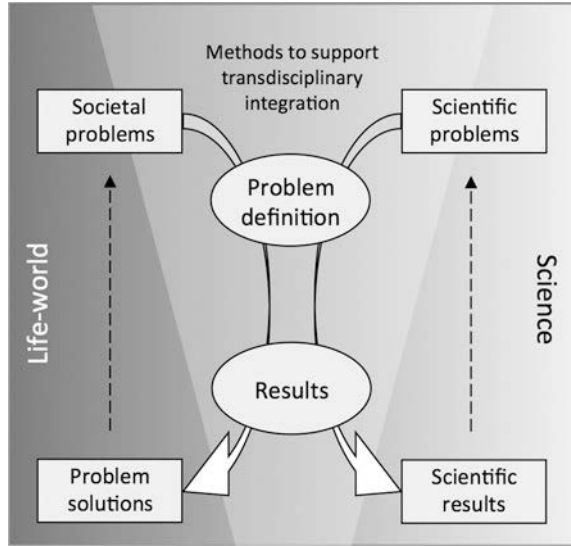 Methods to support
transdisciplinary
integration
Societal
problems
Scientific
problems
Problem
definition
Life-world
Science
Results
Problem
solutions
Scientific
results